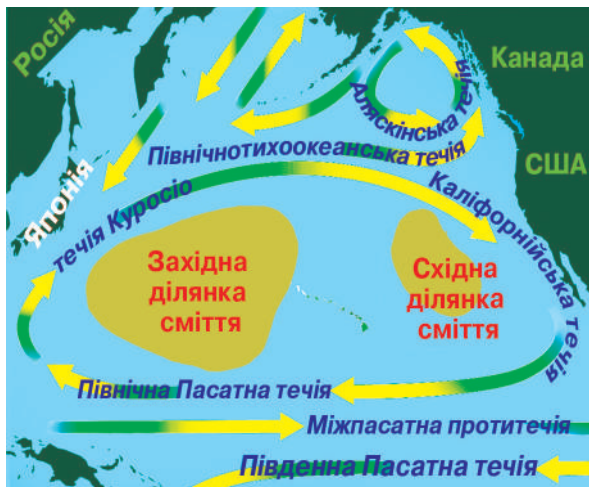 Росія
Канада
Аляскінська течія
Північнотихоокеанська течія
США
Японія
течія Куросіо
Каліфорнійська течія
Західна
ділянка
сміття
Східна
ділянка
сміття
Північна Пасатна течія
Міжпасатна протитечія
Південна Пасатна течія